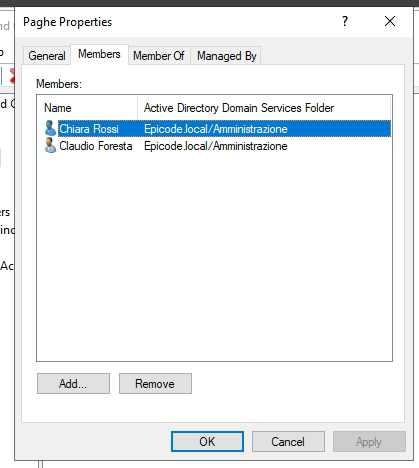 Paghe Properties
?
General Members Member Of Managed By
Members:
Name Active Directory Domain Services Folder
Chiara Rossi Epicode.local/Amministrazione
Claudio Foresta Epicode.local/Amministrazione
Add... Remove
OK Cancel Apply